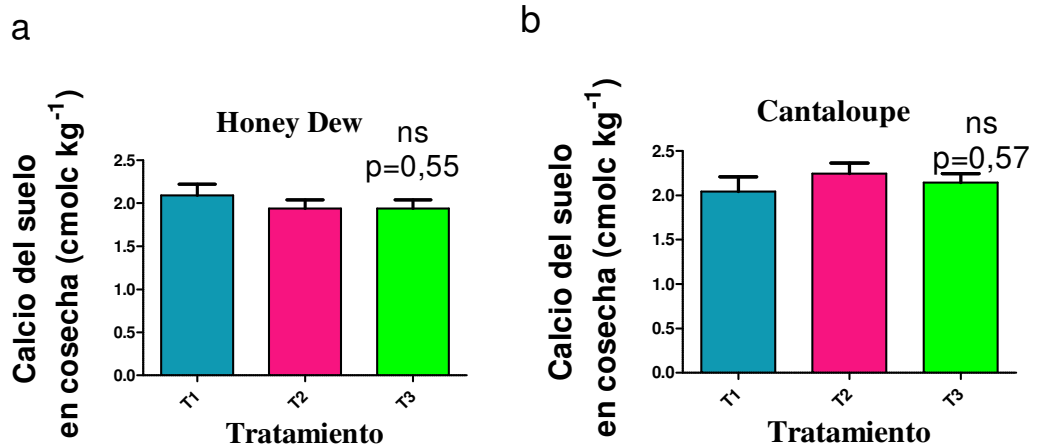 a
Honey Dew
ns
p=0,55
Calcio del suelo
en cosecha (cmolc kg-1)
2.5
2.0
1.5
1.0
0.5
0.0
T1
T2
T3
Tratamiento
b
Cantaloupe
ns
p=0,57
Calcio del suelo
en cosecha (cmolc kg-1)
2.5
2.0
1.5
1.0
0.5
0.0
T1
T2
T3
Tratamiento